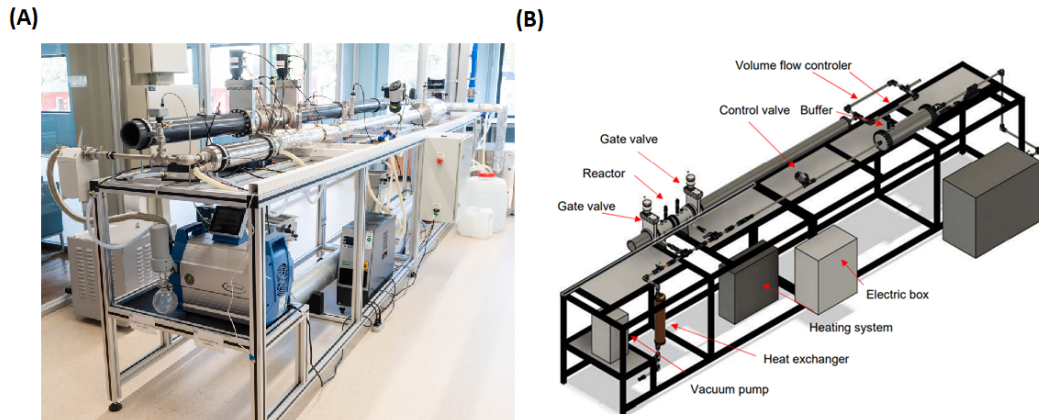 (A)
(B)
Volume flow controler
Buffer
Control valve
Gate valve
Reactor
Gate valve
Electric box
Heating system
Heat exchanger
Vacuum pump